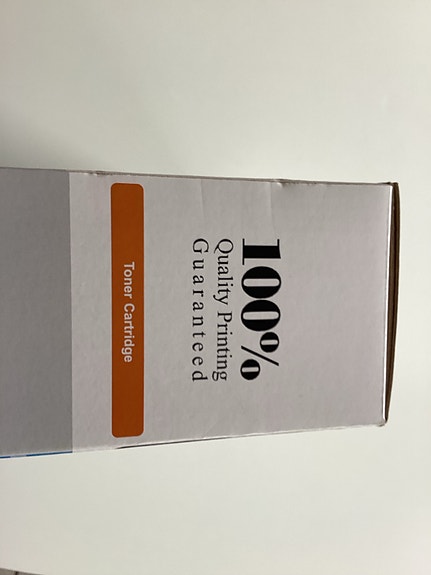 100%
Quality Printing
Guaranteed
Toner Cartridge